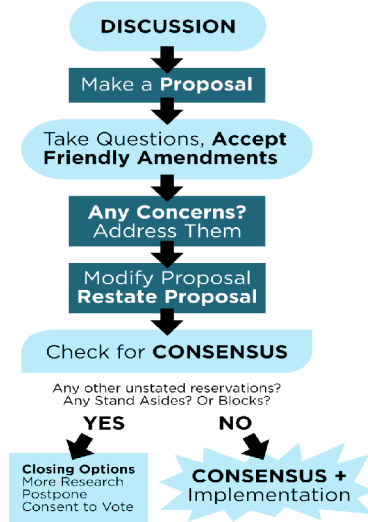 DISCUSSION
Make a Proposal
Take Questions, Accept
Friendly Amendments
Any Concerns?
Address Them
Modify Proposal
Restate Proposal
Check for CONSENSUS
Any other unstated reservations?
Any Stand Asides? Or Blocks?
YES
NO
Closing Options
More Research
Postpone
Consent to Vote
CONSENSUS +
Implementation